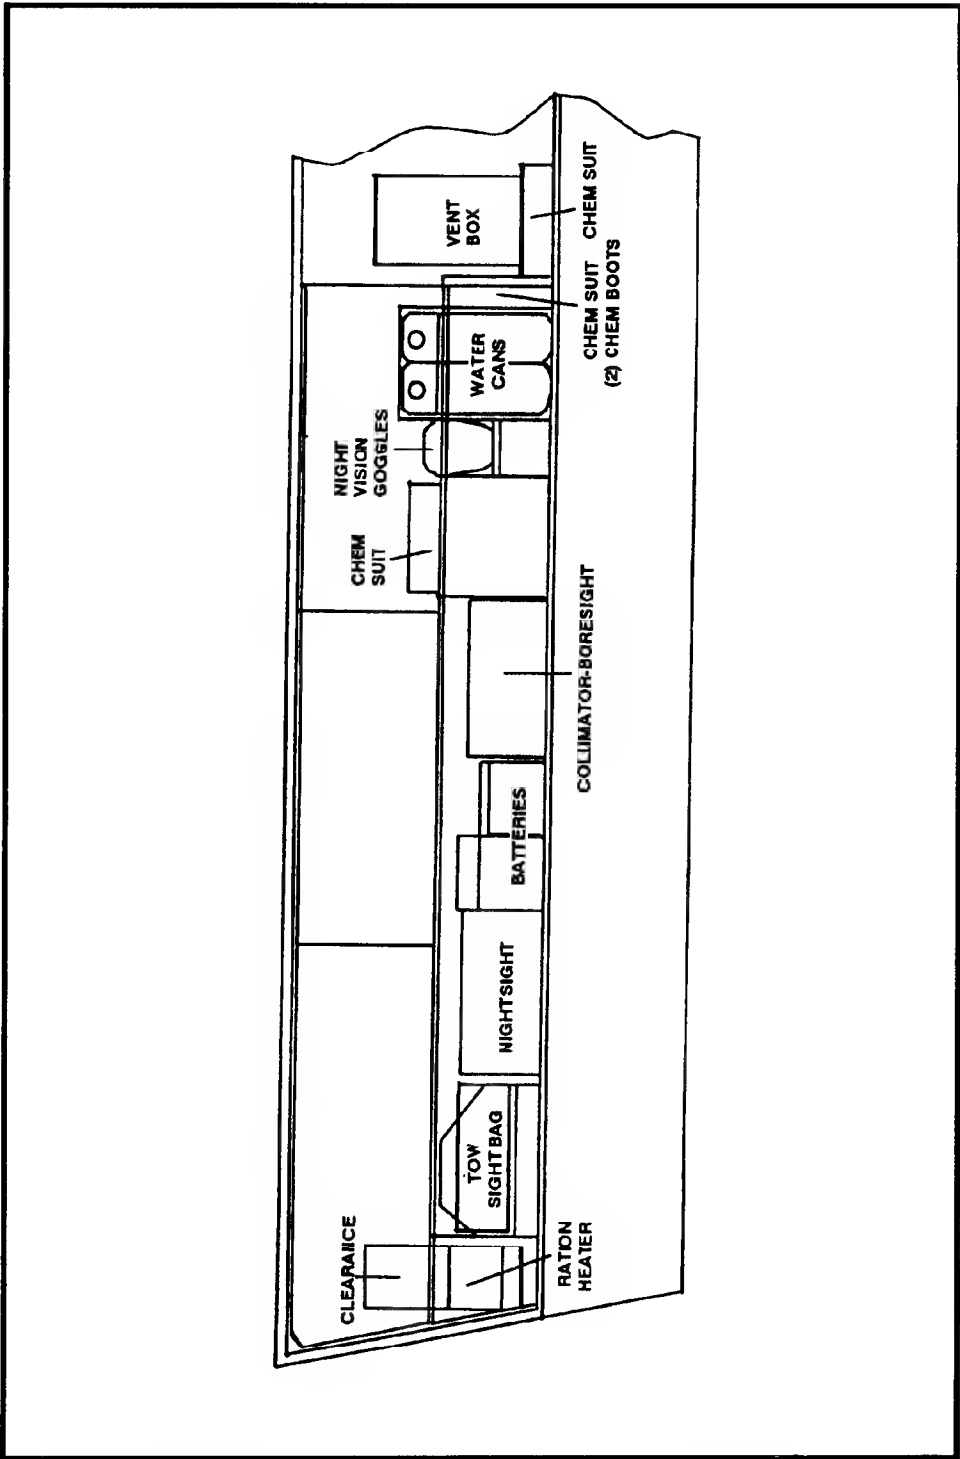 CLEARANCE
RATION
HEATER
TOW
SIGHT BAG
NIGHTSIGHT
BATTERIES
COLLIMATOR-BORESIGHT
CHEM
SUIT
NIGHT
VISION
GOGGLES
WATER
CANS
CHEM SUIT
(2) CHEM BOOTS
VENT
BOX
CHEM SUIT